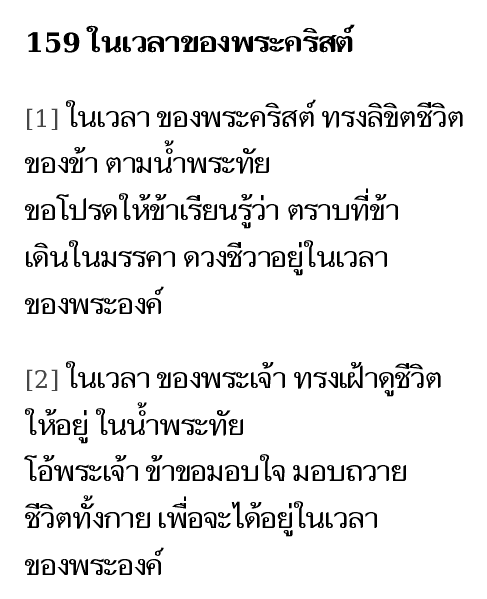 159 ในเวลาของพระคริสต์
[1] ในเวลา ของพระคริสต์ ทรงลิขิตชีวิต
ของข้า ตามน้ำพระทัย
ขอโปรดให้ข้าเรียนรู้ว่า ตราบที่ข้า
เดินในมรรคา ดวงชีวาอยู่ในเวลา
ของพระองค์
[2] ในเวลา ของพระเจ้า ทรงเฝ้าดูชีวิต
ให้อยู่ ในน้ำพระทัย
โอ้พระเจ้า ข้าขอมอบใจ มอบถวาย
ชีวิตทั้งกาย เพื่อจะได้อยู่ในเวลา
ของพระองค์